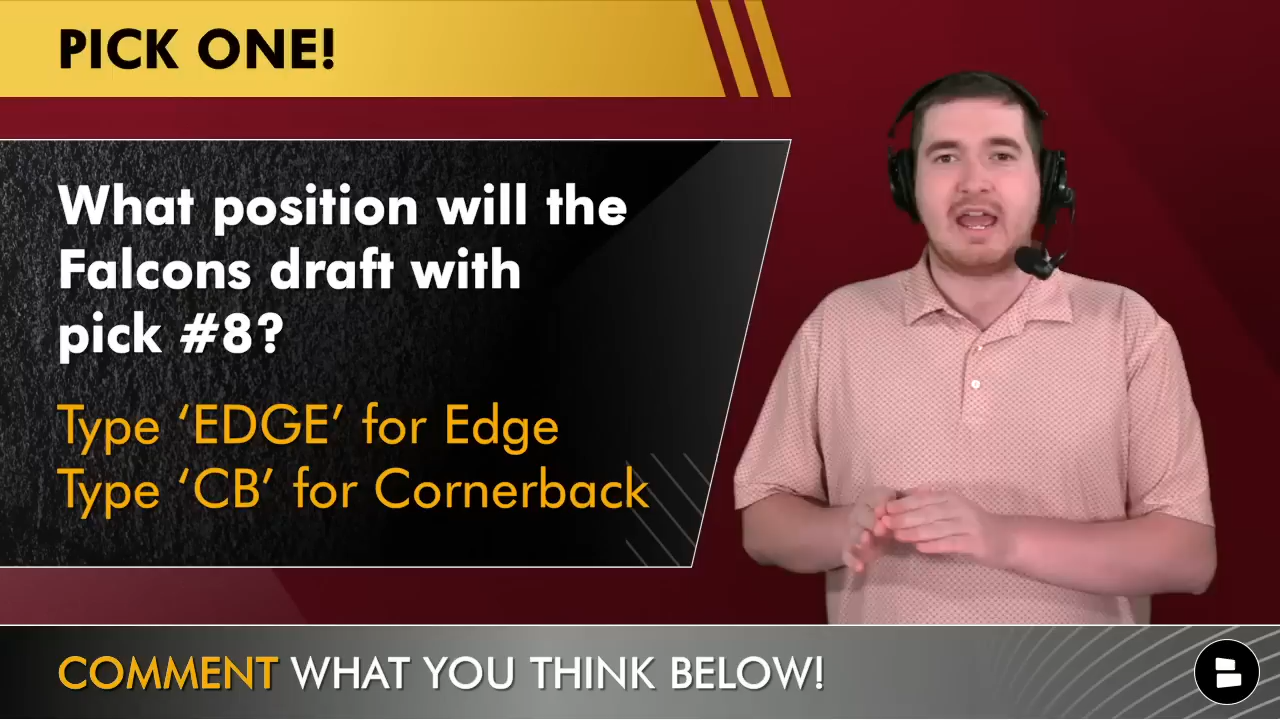 PICK ONE!
What position will the
Falcons draft with
pick #8?
Type ‘EDGE’ for Edge
Type ‘CB’ for Cornerback
COMMENT WHAT YOU THINK BELOW!